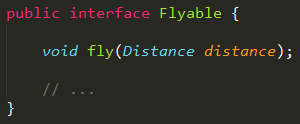 public interface Flyable {
void fly(Distance distance);
// ...
}